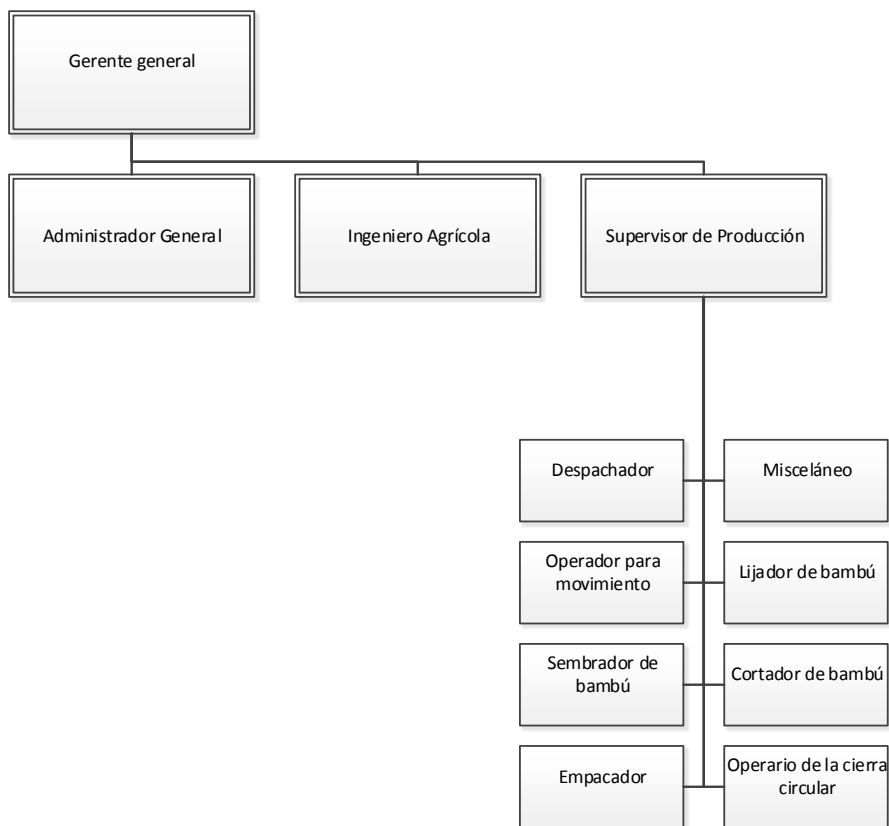 Gerente general
Administrador General
Ingeniero Agrícola
Supervisor de Producción
Despachador
Misceláneo
Operador para
movimiento
Lijador de bambú
Sembrador de
bambú
Cortador de bambú
Empacador
Operario de la cierra
circular